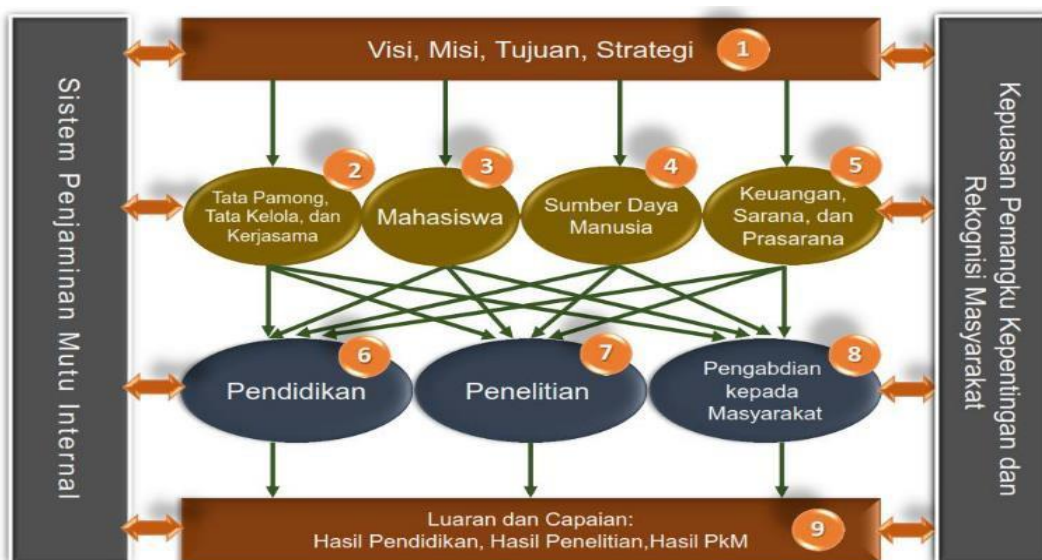 Sistem Penjaminan Mutu Internal
Visi, Misi, Tujuan, Strategi
1
2
Tata Pamong,
Tata Kelola, dan
Kerjasama
3
Mahasiswa
4
Sumber Daya
Manusia
5
Keuangan,
Sarana, dan
Prasarana
6
Pendidikan
7
Penelitian
8
Pengabdian
kepada
Masyarakat
Luaran dan Capaian:
Hasil Pendidikan, Hasil Penelitian,Hasil PkM
9
Kepuasan Pemangku Kepentingan dan
Rekognisi Masyarakat